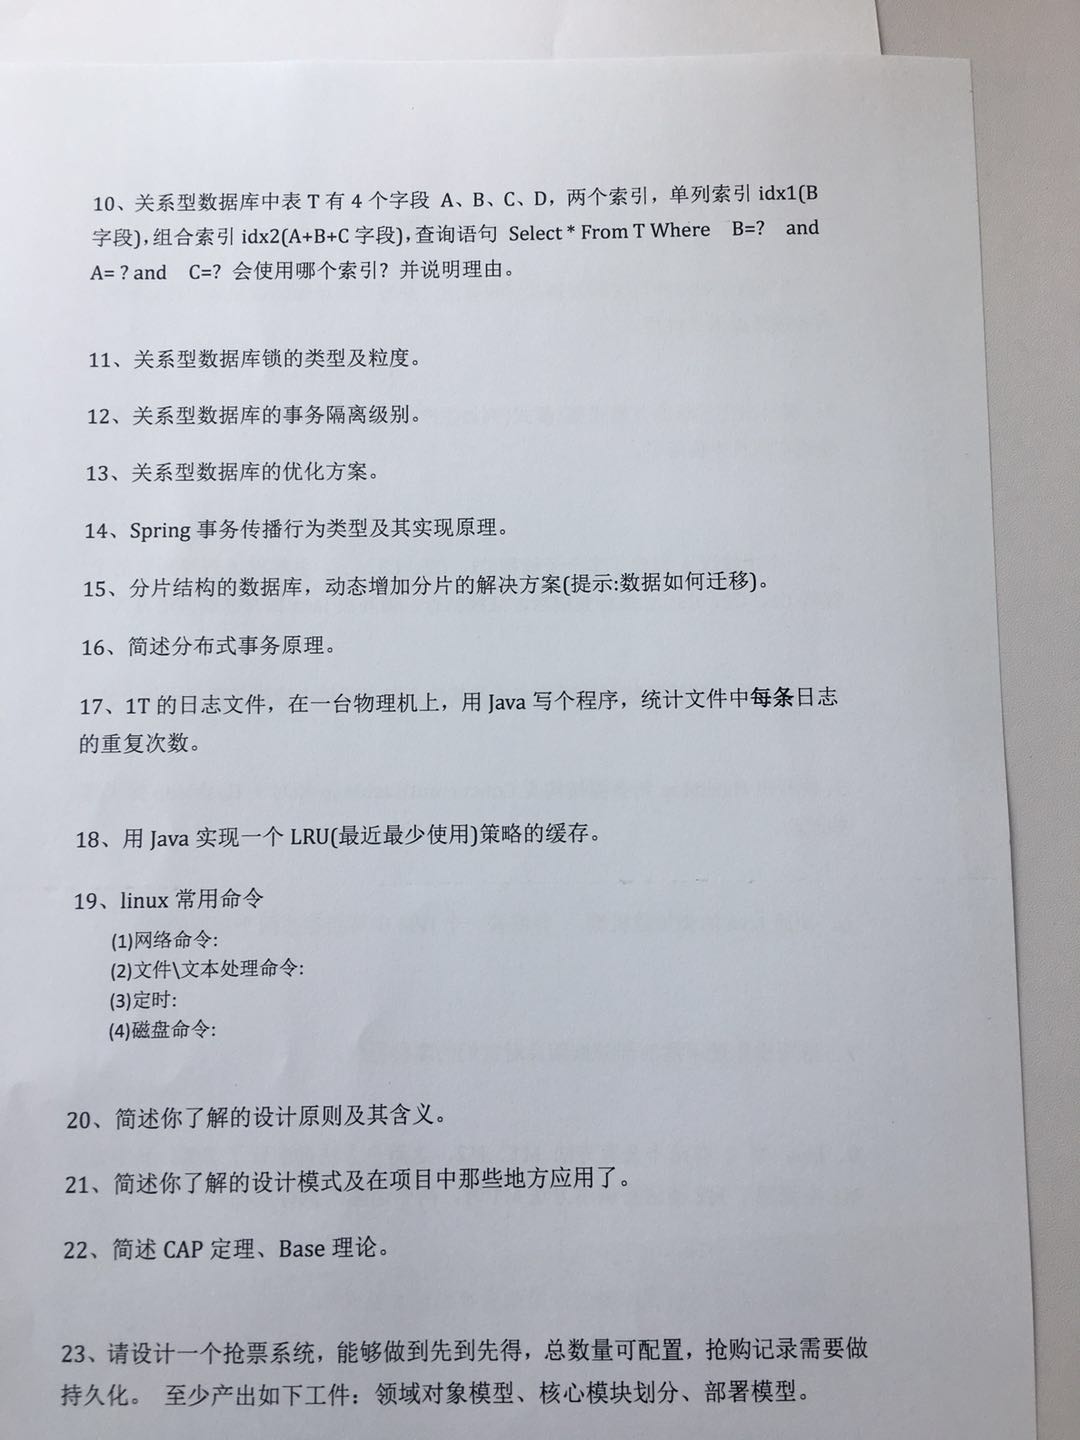 10、关系型数据库中表 T 有 4 个字段 A、B、C、D，两个索引，单列索引 idx1(B
字段)，组合索引 idx2(A+B+C 字段)，查询语句 Select * From T Where B=? and
A= ? and C=? 会使用哪个索引？并说明理由。
11、关系型数据库锁的类型及粒度。
12、关系型数据库的事务隔离级别。
13、关系型数据库的优化方案。
14、Spring 事务传播行为类型及其实现原理。
15、分片结构的数据库，动态增加分片的解决方案(提示:数据如何迁移)。
16、简述分布式事务原理。
17、1T 的日志文件，在一台物理机上，用 Java 写个程序，统计文件中每条日志
的重复次数。
18、用 Java 实现一个 LRU(最近最少使用)策略的缓存。
19、linux 常用命令
(1)网络命令:
(2)文件\文本处理命令:
(3)定时:
(4)磁盘命令:
20、简述你了解的设计原则及其含义。
21、简述你了解的设计模式及在项目中那些地方应用了。
22、简述 CAP 定理、Base 理论。
23、请设计一个抢票系统，能够做到先到先得，总数量可配置，抢购记录需要做
持久化。 至少产出如下工件：领域对象模型、核心模块划分、部署模型。